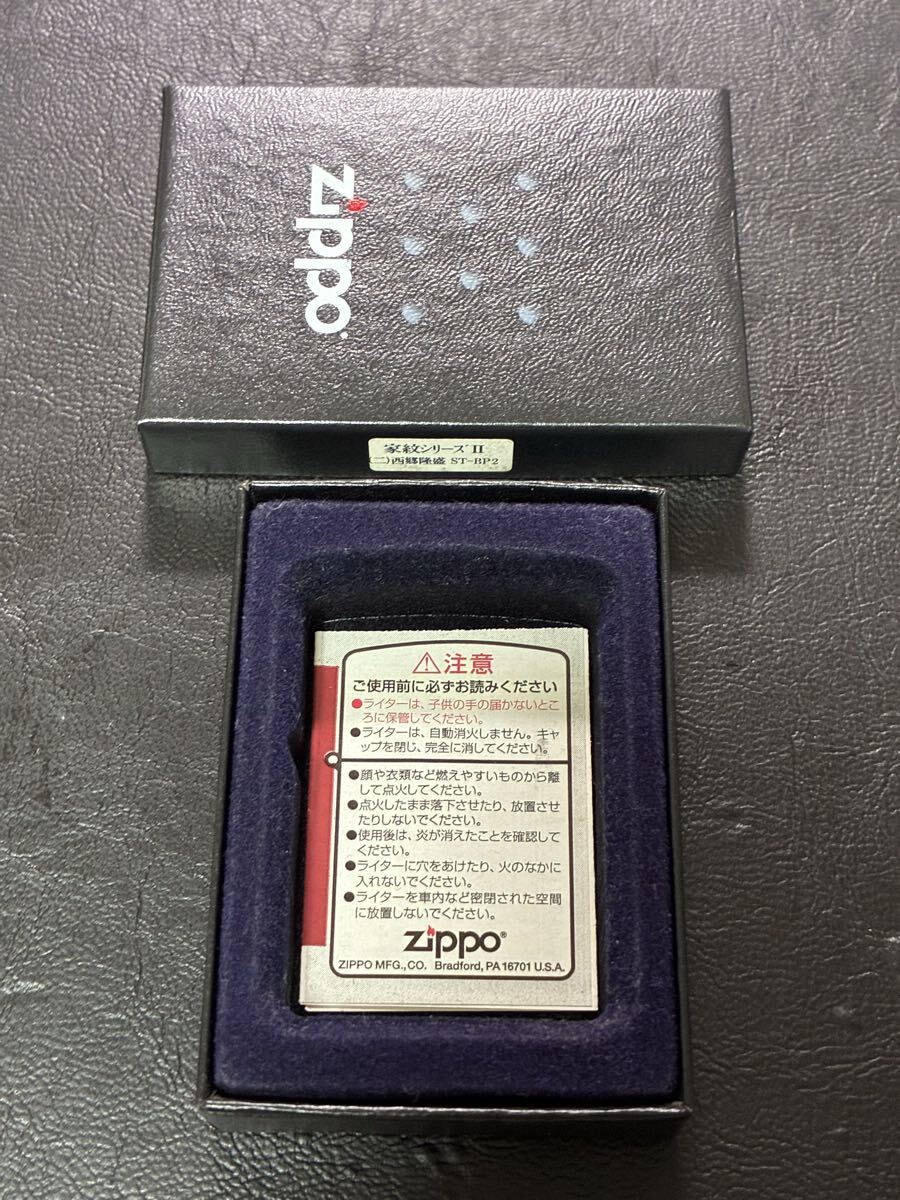 zippo
家紋シリーズⅡ
(二)西郷隆盛 ST-BP2
⚠注意
ご使用前に必ずお読みください
●ライターは、子供の手の届かないとこ
ろに保管してください。
●ライターは、自動消火しません。キャ
ップを閉じ、完全に消してください。
●顔や衣類など燃えやすいものから離
して点火してください。
●点火したまま落下させたり、放置させ
たりしないでください。
●使用後は、炎が消えたことを確認して
ください。
●ライターに穴をあけたり、火のなかに
入れないでください。
●ライターを車内など密閉された空間
に放置しないでください。
zippo®
ZIPPO MFG.,CO. Bradford, PA 16701 U.S.A.